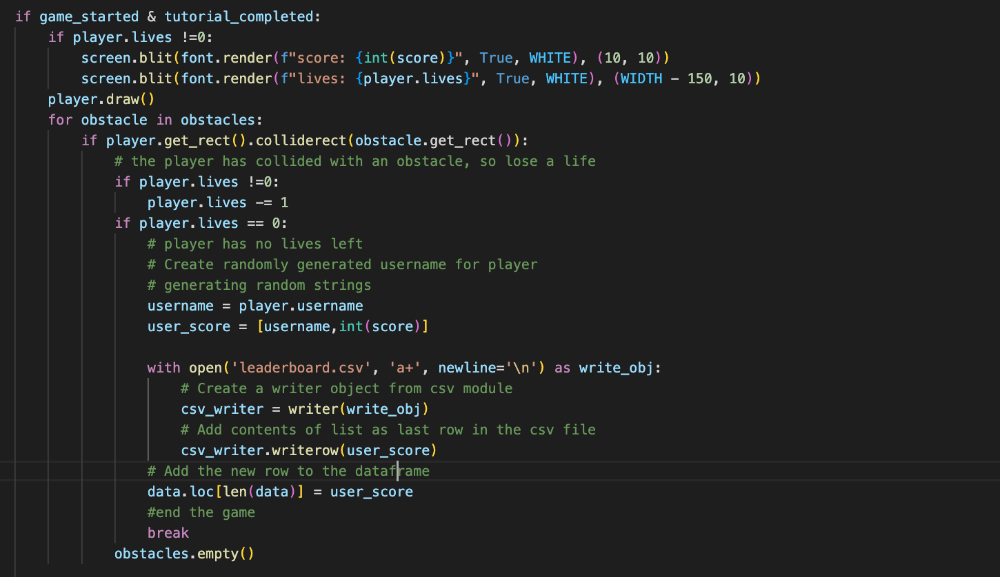 if game_started & tutorial_completed:
    if player.lives !=0:
        screen.blit(font.render(f"score: {int(score)}", True, WHITE), (10, 10))
        screen.blit(font.render(f"lives: {player.lives}", True, WHITE), (WIDTH - 150, 10))
    player.draw()
    for obstacle in obstacles:
        if player.get_rect().colliderect(obstacle.get_rect()):
            # the player has collided with an obstacle, so lose a life
            if player.lives !=0:
                player.lives -= 1
            if player.lives == 0:
                # player has no lives left
                # Create randomly generated username for player
                # generating random strings
                username = player.username
                user_score = [username,int(score)]

                with open('leaderboard.csv', 'a+', newline='\n') as write_obj:
                    # Create a writer object from csv module
                    csv_writer = writer(write_obj)
                    # Add contents of list as last row in the csv file
                    csv_writer.writerow(user_score)
                # Add the new row to the dataframe
                data.loc[len(data)] = user_score
                #end the game
                break
            obstacles.empty()